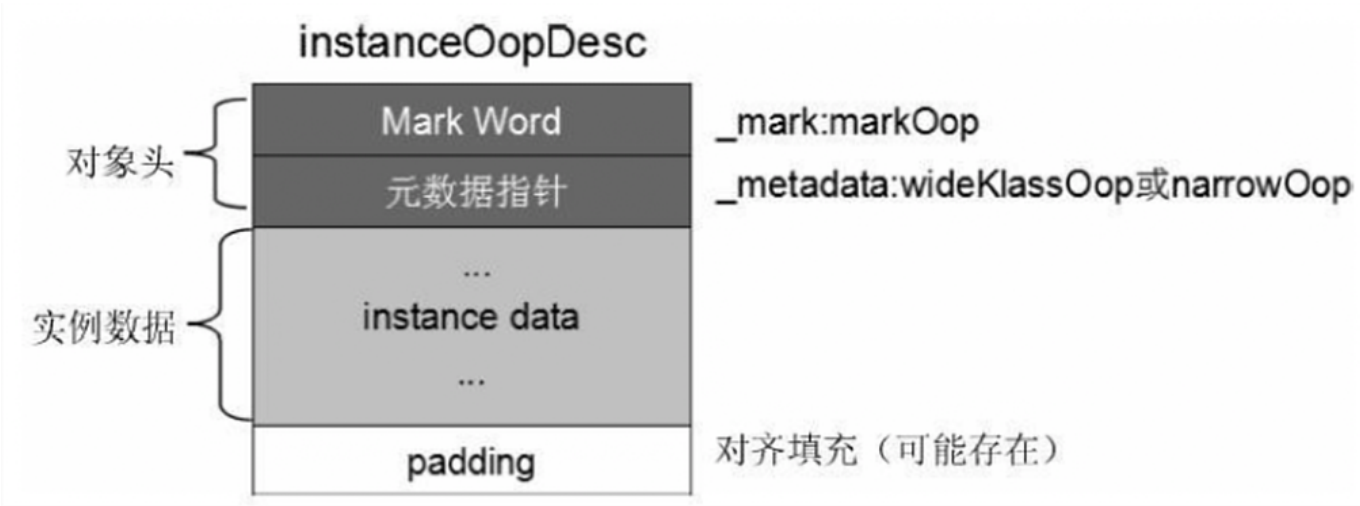 instanceOopDesc
Mark Word
_mark:markOop
对象头
元数据指针
_metadata:wideKlassOop或narrowOop
...
instance data
实例数据
...
padding
对齐填充（可能存在）